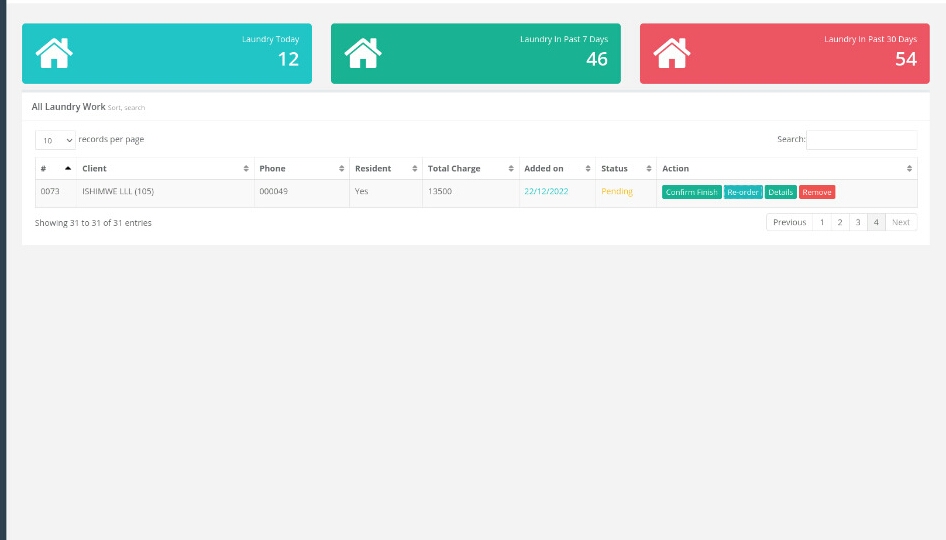 Laundry Today
12
Laundry In Past 7 Days
46
Laundry In Past 30 Days
54
All Laundry Work Sort, search
10 records per page Search:
# Client Phone Resident Total Charge Added on Status Action
0073 ISHIMWE LLL (105) 000049 Yes 13500 22/12/2022 Pending Confirm Finish Re-order Details Remove
Showing 31 to 31 of 31 entries Previous 1 2 3 4 Next